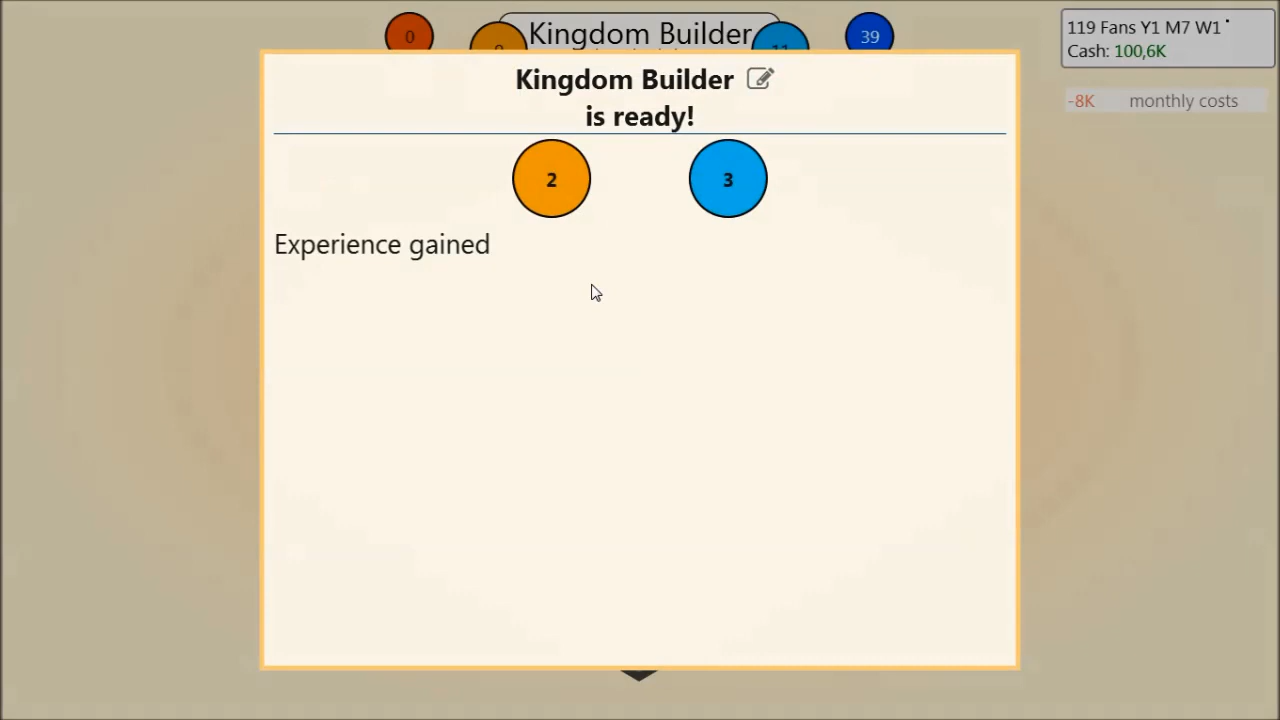 0
Kingdom Builder
39
119 Fans Y1 M7 W1
Cash: 100,6K
-8K monthly costs
Kingdom Builder
is ready!
2
3
Experience gained